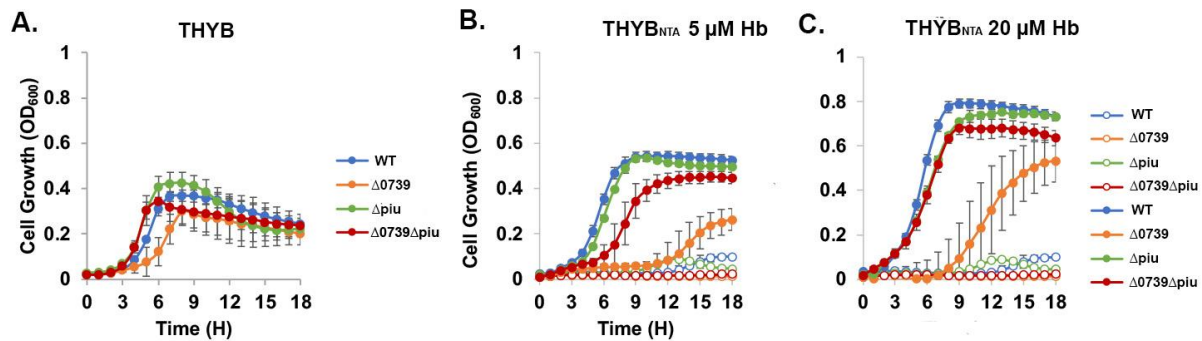 A.
THYB
Cell Growth (OD600)
1
0.8
0.6
0.4
0.2
0
0 3 6 9 12 15 18
Time (H)
WT
Δ0739
Δpiu
Δ0739Δpiu
B.
THYBNTA 5 µM Hb
Cell Growth (OD600)
1
0.8
0.6
0.4
0.2
0
0 3 6 9 12 15 18
Time (H)
C.
THYBNTA 20 µM Hb
1
0.8
0.6
0.4
0.2
0
0 3 6 9 12 15 18
WT
Δ0739
Δpiu
Δ0739Δpiu
WT
Δ0739
Δpiu
Δ0739Δpiu